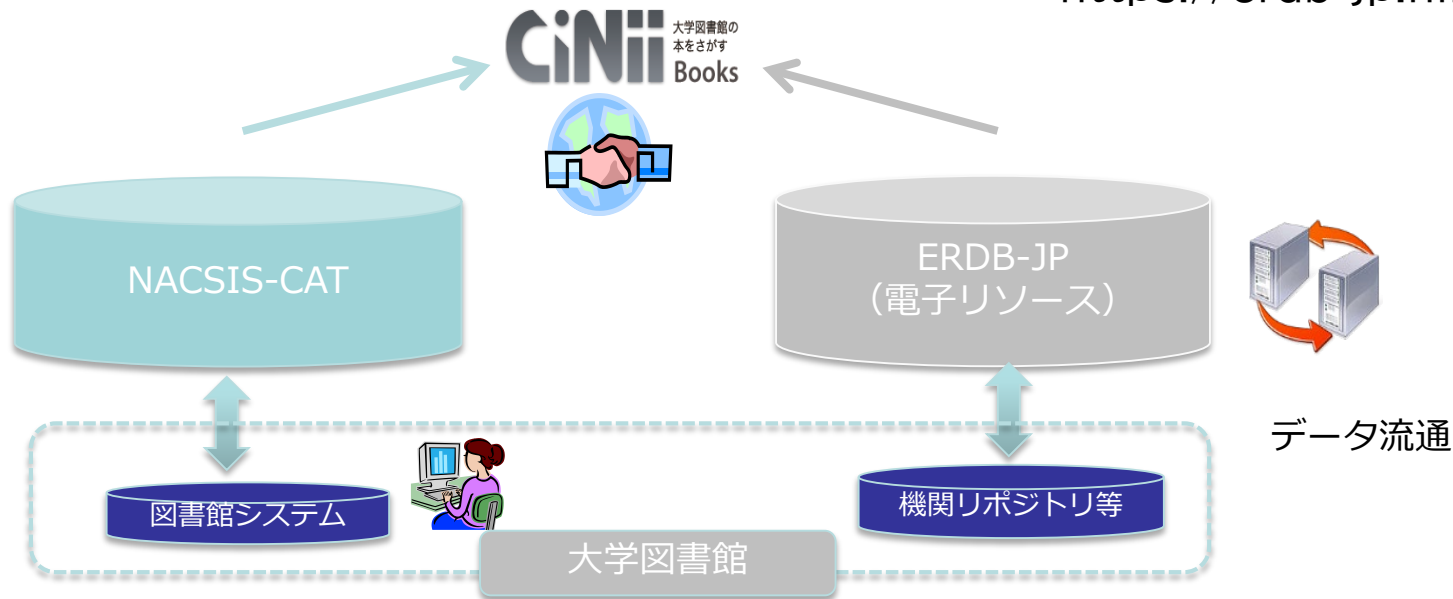 CiNii
大学図書館の
本をさがす
Books
NACSIS-CAT
ERDB-JP
（電子リソース）
データ流通
図書館システム
機関リポジトリ等
大学図書館